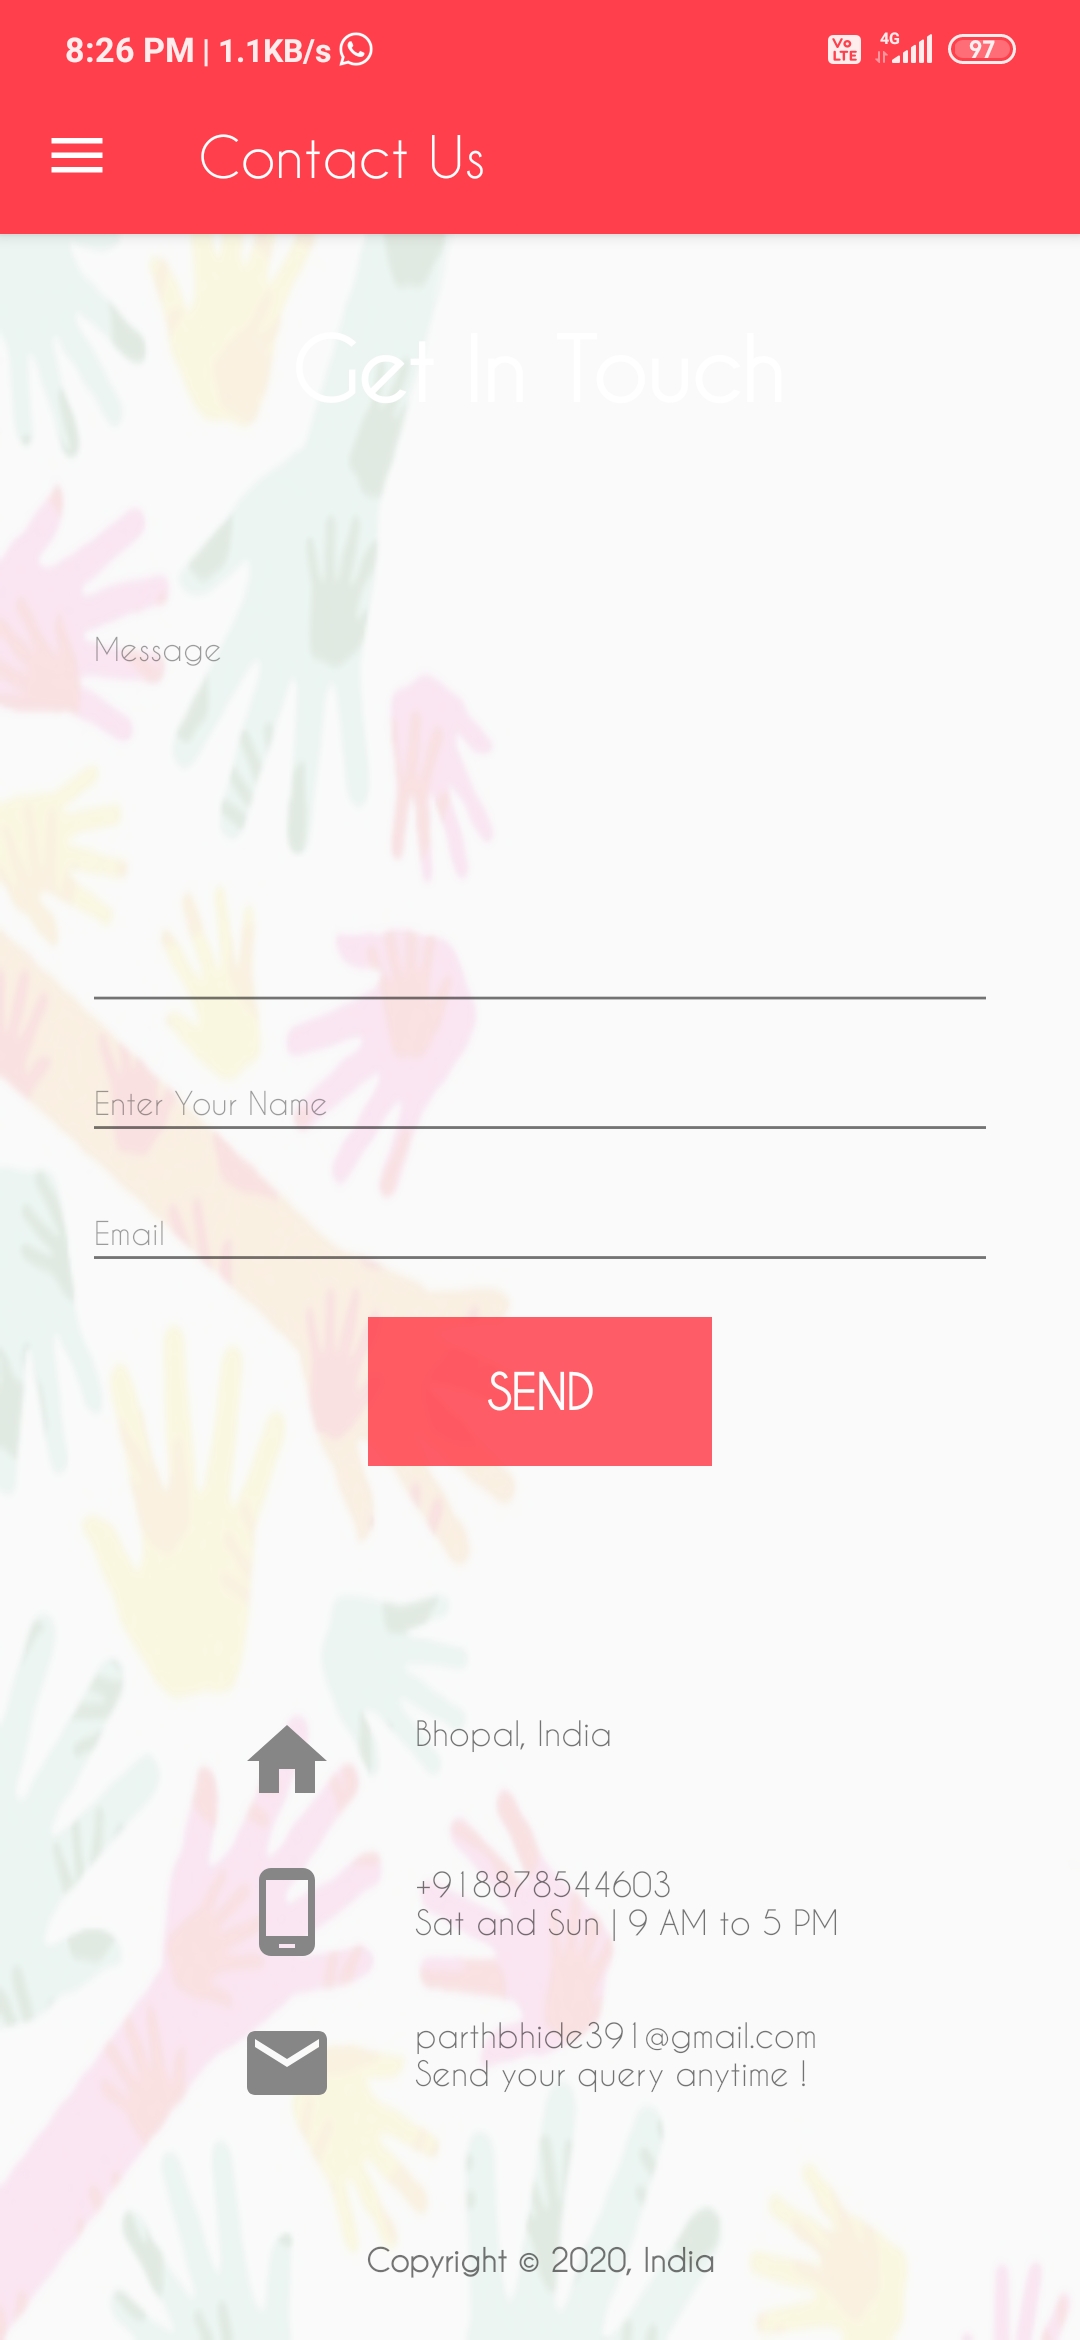 8:26 PM | 1.1KB/s
Vo LTE 4G 97
Contact Us
Get In Touch
Message
Enter Your Name
Email
SEND
Bhopal, India
+918878544603
Sat and Sun | 9 AM to 5 PM
parthbhide391@gmail.com
Send your query anytime !
Copyright © 2020, India